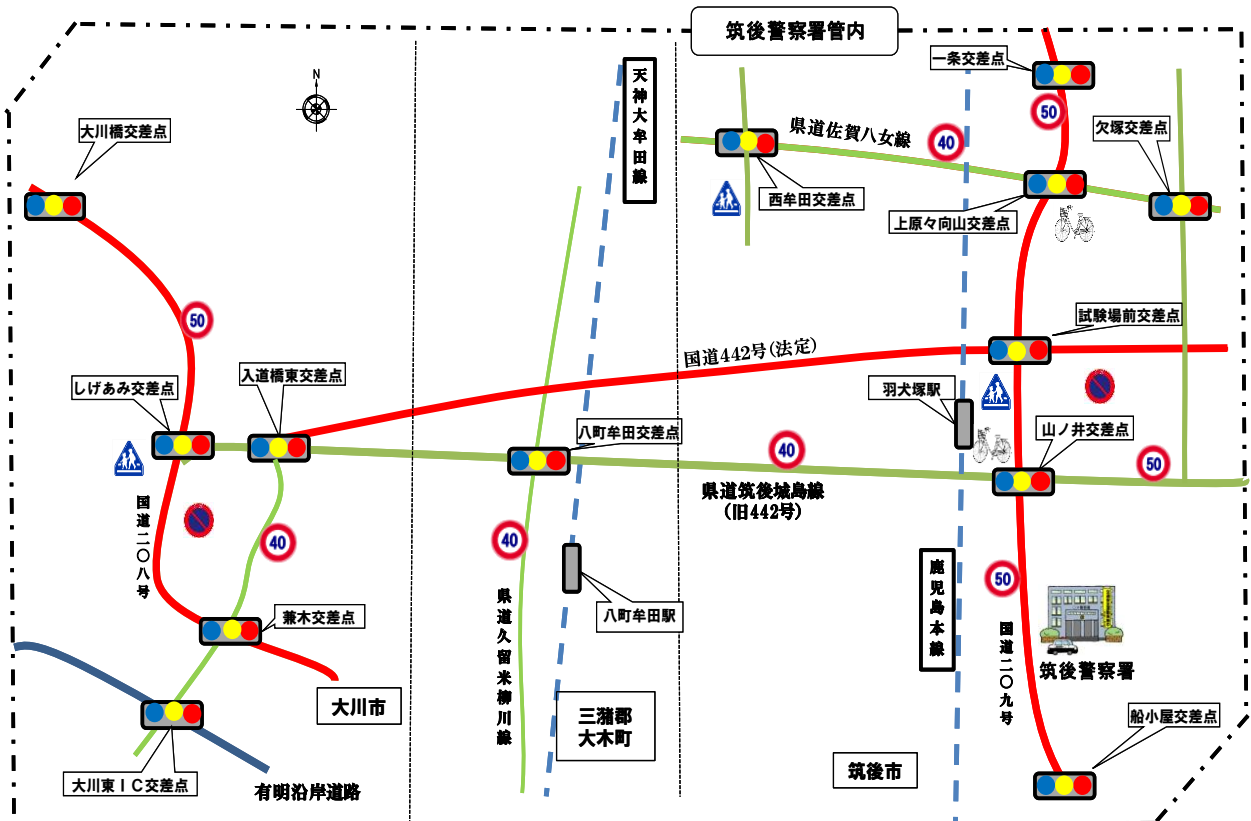 筑後警察署管内
N
天神大牟田線
一条交差点
50
大川橋交差点
県道佐賀八女線
40
欠塚交差点
西牟田交差点
上原々向山交差点
50
試験場前交差点
国道442号(法定)
しげあみ交差点
入道橋東交差点
羽犬塚駅
八町牟田交差点
山ノ井交差点
40
50
県道筑後城島線
(旧442号)
国道二〇八号
40
40
鹿児島本線
50
県道久留米柳川線
八町牟田駅
兼木交差点
国道二〇九号
筑後警察署
大川市
三潴郡
大木町
船小屋交差点
筑後市
大川東IC交差点
有明沿岸道路